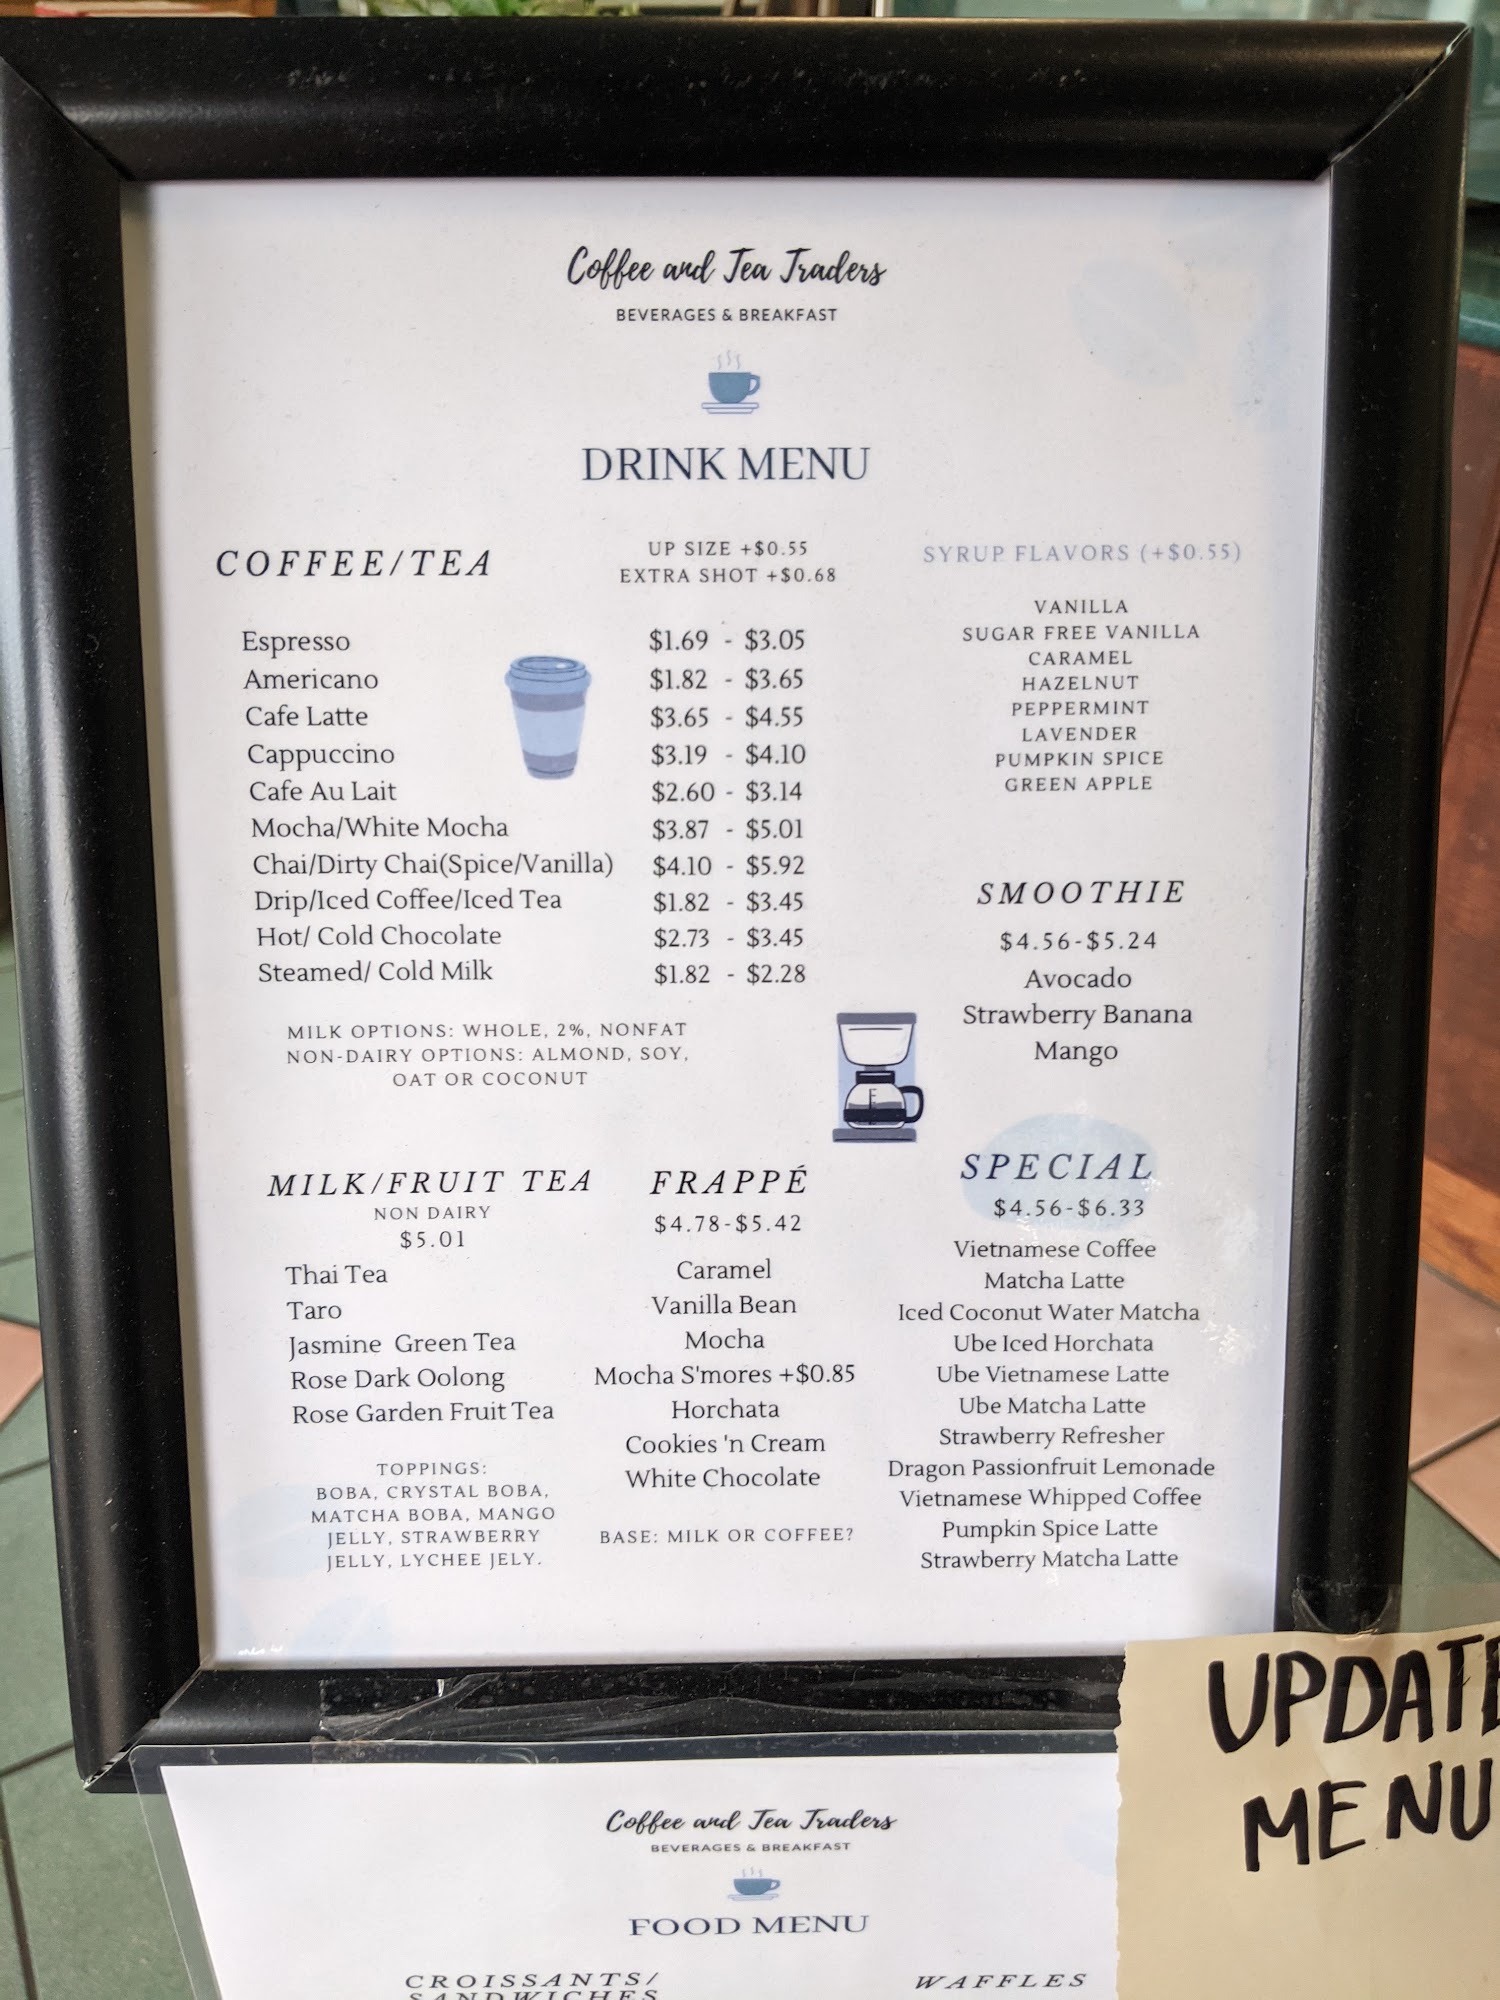 Coffee and Tea Traders
BEVERAGES & BREAKFAST
DRINK MENU
COFFEE/TEA
UP SIZE +$0.55
EXTRA SHOT +$0.68
Espresso $1.69 - $3.05
Americano $1.82 - $3.65
Cafe Latte $3.65 - $4.55
Cappuccino $3.19 - $4.10
Cafe Au Lait $2.60 - $3.14
Mocha/White Mocha $3.87 - $5.01
Chai/Dirty Chai(Spice/Vanilla) $4.10 - $5.92
Drip/Iced Coffee/Iced Tea $1.82 - $3.45
Hot/ Cold Chocolate $2.73 - $3.45
Steamed/ Cold Milk $1.82 - $2.28
MILK OPTIONS: WHOLE, 2%, NONFAT
NON-DAIRY OPTIONS: ALMOND, SOY,
OAT OR COCONUT
SYRUP FLAVORS (+$0.55)
VANILLA
SUGAR FREE VANILLA
CARAMEL
HAZELNUT
PEPPERMINT
LAVENDER
PUMPKIN SPICE
GREEN APPLE
SMOOTHIE
$4.56-$5.24
Avocado
Strawberry Banana
Mango
MILK/FRUIT TEA
NON DAIRY
$5.01
Thai Tea
Taro
Jasmine Green Tea
Rose Dark Oolong
Rose Garden Fruit Tea
TOPPINGS:
BOBA, CRYSTAL BOBA,
MATCHA BOBA, MANGO
JELLY, STRAWBERRY
JELLY, LYCHEE JELY.
FRAPPÉ
$4.78-$5.42
Caramel
Vanilla Bean
Mocha
Mocha S'mores +$0.85
Horchata
Cookies 'n Cream
White Chocolate
BASE: MILK OR COFFEE?
SPECIAL
$4.56-$6.33
Vietnamese Coffee
Matcha Latte
Iced Coconut Water Matcha
Ube Iced Horchata
Ube Vietnamese Latte
Ube Matcha Latte
Strawberry Refresher
Dragon Passionfruit Lemonade
Vietnamese Whipped Coffee
Pumpkin Spice Latte
Strawberry Matcha Latte
UPDATE
MENU
Coffee and Tea Traders
BEVERAGES & BREAKFAST
FOOD MENU
CROISSANTS/
SANDWICHES
WAFFLES